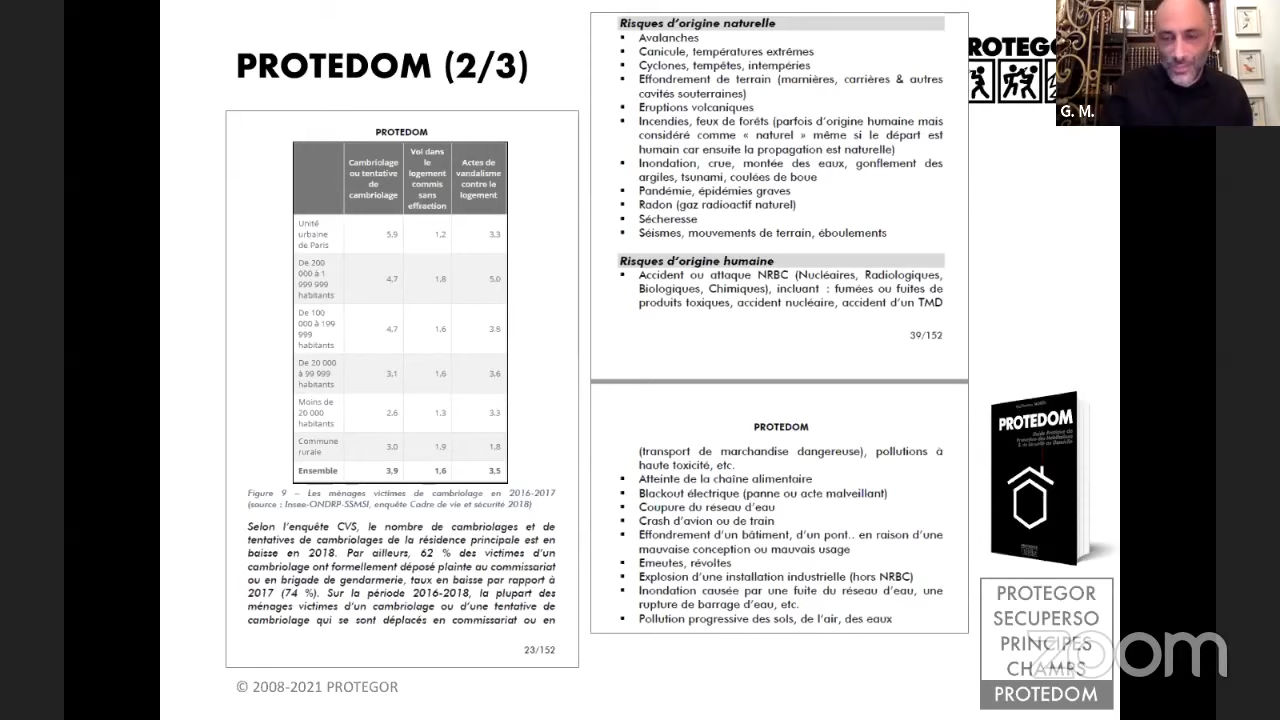 PROTEDOM (2/3)
PROTEDOM
Cambriolage
ou tentative
de
cambriolage
Vol dans
le
logement
commis
sans
effraction
Actes de
vandalisme
contre le
logement
Unité
urbaine
de Paris
5,9
1,2
3.3
De 200
000 à 1
999 999
habitants
4,7
1,8
5.0
De 100
000 à 199
999
habitants
4,7
1,6
3.8
De 20 000
à 99 999
habitants
3,1
1,6
3.6
Moins de
20 000
habitants
2.6
1.3
3.3
Commune
rurale
3,0
1,9
1.8
Ensemble
3,9
1,6
3.5
Figure 9 – Les ménages victimes de cambriolage en 2016-2017
(source : Insee-ONDRP-SSMSI, enquête Cadre de vie et sécurité 2018)
Selon l'enquête CVS, le nombre de cambriolages et de
tentatives de cambriolages de la résidence principale est en
baisse en 2018. Par ailleurs, 62 % des victimes d'un
cambriolage ont formellement déposé plainte au commissariat
ou en brigade de gendarmerie, taux en baisse par rapport à
2017 (74 %). Sur la période 2016-2018, la plupart des
ménages victimes d'un cambriolage ou d'une tentative de
cambriolage qui se sont déplacés en commissariat ou en
23/152
© 2008-2021 PROTEGOR
Risques d'origine naturelle
▪ Avalanches
▪ Canicule, températures extrêmes
▪ Cyclones, tempêtes, intempéries
▪ Effondrement de terrain (marnières, carrières & autres
cavités souterraines)
▪ Eruptions volcaniques
▪ Incendies, feux de forêts (parfois d'origine humaine mais
considéré comme « naturel » même si le départ est
humain car ensuite la propagation est naturelle)
▪ Inondation, crue, montée des eaux, gonflement des
argiles, tsunami, coulées de boue
▪ Pandémie, épidémies graves
▪ Radon (gaz radioactif naturel)
▪ Sécheresse
▪ Séismes, mouvements de terrain, éboulements
Risques d'origine humaine
▪ Accident ou attaque NRBC (Nucléaires, Radiologiques,
Biologiques, Chimiques), incluant : fumées ou fuites de
produits toxiques, accident nucléaire, accident d'un TMD
39/152
PROTEDOM
(transport de marchandise dangereuse), pollutions à
haute toxicité, etc.
▪ Atteinte de la chaîne alimentaire
▪ Blackout électrique (panne ou acte malveillant)
▪ Coupure du réseau d'eau
▪ Crash d'avion ou de train
▪ Effondrement d'un bâtiment, d'un pont.. en raison d'une
mauvaise conception ou mauvais usage
▪ Emeutes, révoltes
▪ Explosion d'une installation industrielle (hors NRBC)
▪ Inondation causée par une fuite du réseau d'eau, une
rupture de barrage d'eau, etc.
▪ Pollution progressive des sols, de l'air, des eaux
ROTEGO
G. M.
PROTEDOM
Guide Pratique de
Protection des Habitations
& de Sécurité au Domicile
PROTEGOR
SECUPERSO
PRINCIPES
CHAMPS
PROTEDOM
zoom